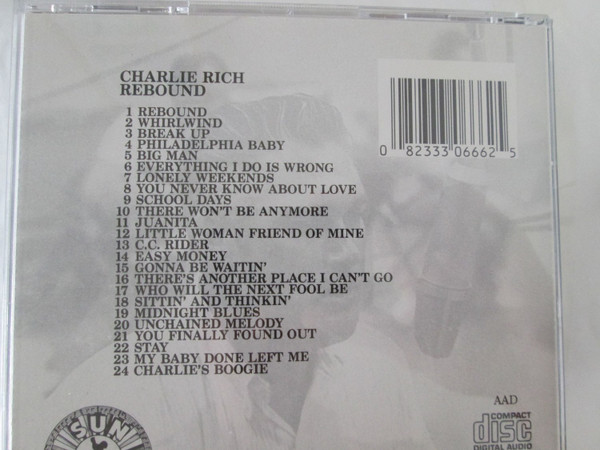 CHARLIE RICH
REBOUND
1 REBOUND
2 WHIRLWIND
3 BREAK UP
4 PHILADELPHIA BABY
5 BIG MAN
6 EVERYTHING I DO IS WRONG
7 LONELY WEEKENDS
8 YOU NEVER KNOW ABOUT LOVE
9 SCHOOL DAYS
10 THERE WON'T BE ANYMORE
11 JUANITA
12 LITTLE WOMAN FRIEND OF MINE
13 C.C. RIDER
14 EASY MONEY
15 GONNA BE WAITIN'
16 THERE'S ANOTHER PLACE I CAN'T GO
17 WHO WILL THE NEXT FOOL BE
18 SITTIN' AND THINKIN'
19 MIDNIGHT BLUES
20 UNCHAINED MELODY
21 YOU FINALLY FOUND OUT
22 STAY
23 MY BABY DONE LEFT ME
24 CHARLIE'S BOOGIE
0 82333 06662 5
AAD
COMPACT
disc
DIGITAL AUDIO
SUN